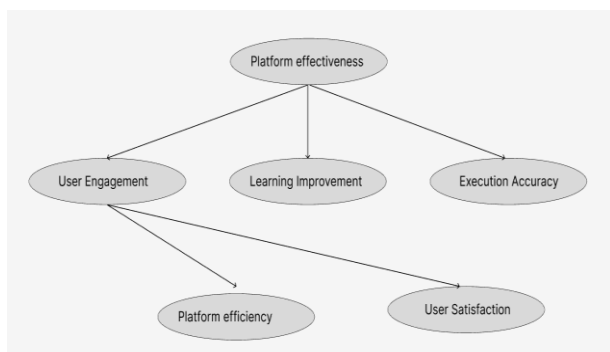 Platform effectiveness
User Engagement
Learning Improvement
Execution Accuracy
Platform efficiency
User Satisfaction